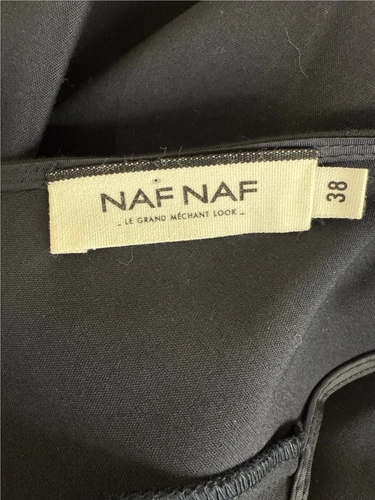 NAF NAF
_ LE GRAND MÉCHANT LOOK _
38